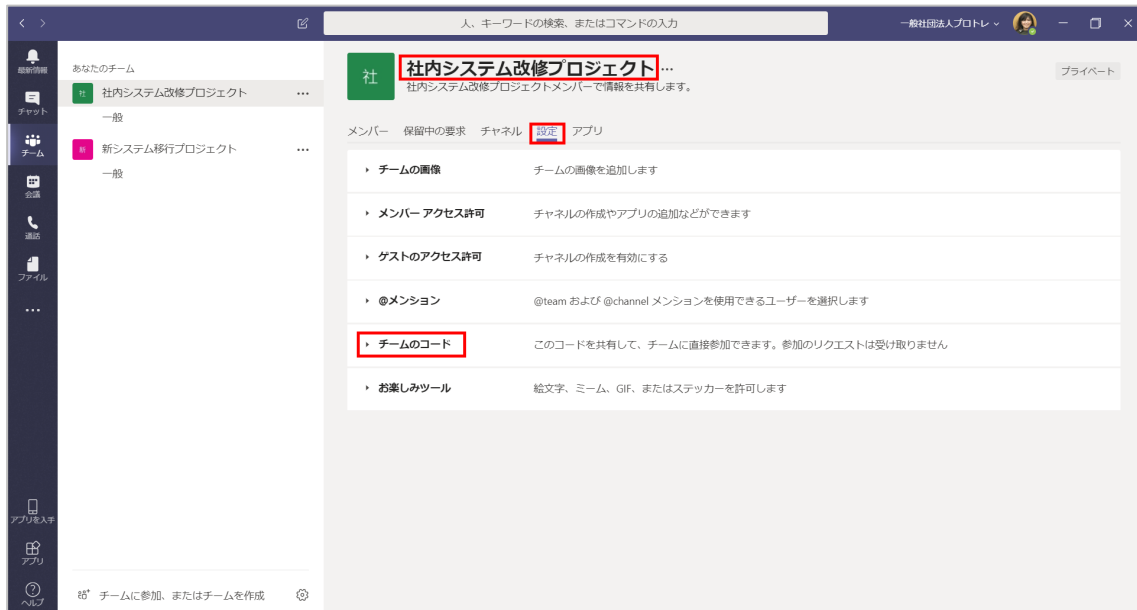 人、キーワードの検索、またはコマンドの入力
一般社団法人プロトレ
最新情報
チャット
チーム
会議
通話
ファイル
アプリを入手
アプリ
ヘルプ
あなたのチーム
社 社内システム改修プロジェクト ...
一般
新 新システム移行プロジェクト ...
一般
チームに参加、またはチームを作成
社
社内システム改修プロジェクト ...
プライベート
社内システム改修プロジェクトメンバーで情報を共有します。
メンバー 保留中の要求 チャネル 設定 アプリ
チームの画像 チームの画像を追加します
メンバー アクセス許可 チャネルの作成やアプリの追加などができます
ゲストのアクセス許可 チャネルの作成を有効にする
@メンション @team および @channel メンションを使用できるユーザーを選択します
チームのコード このコードを共有して、チームに直接参加できます。参加のリクエストは受け取りません
お楽しみツール 絵文字、ミーム、GIF、またはステッカーを許可します